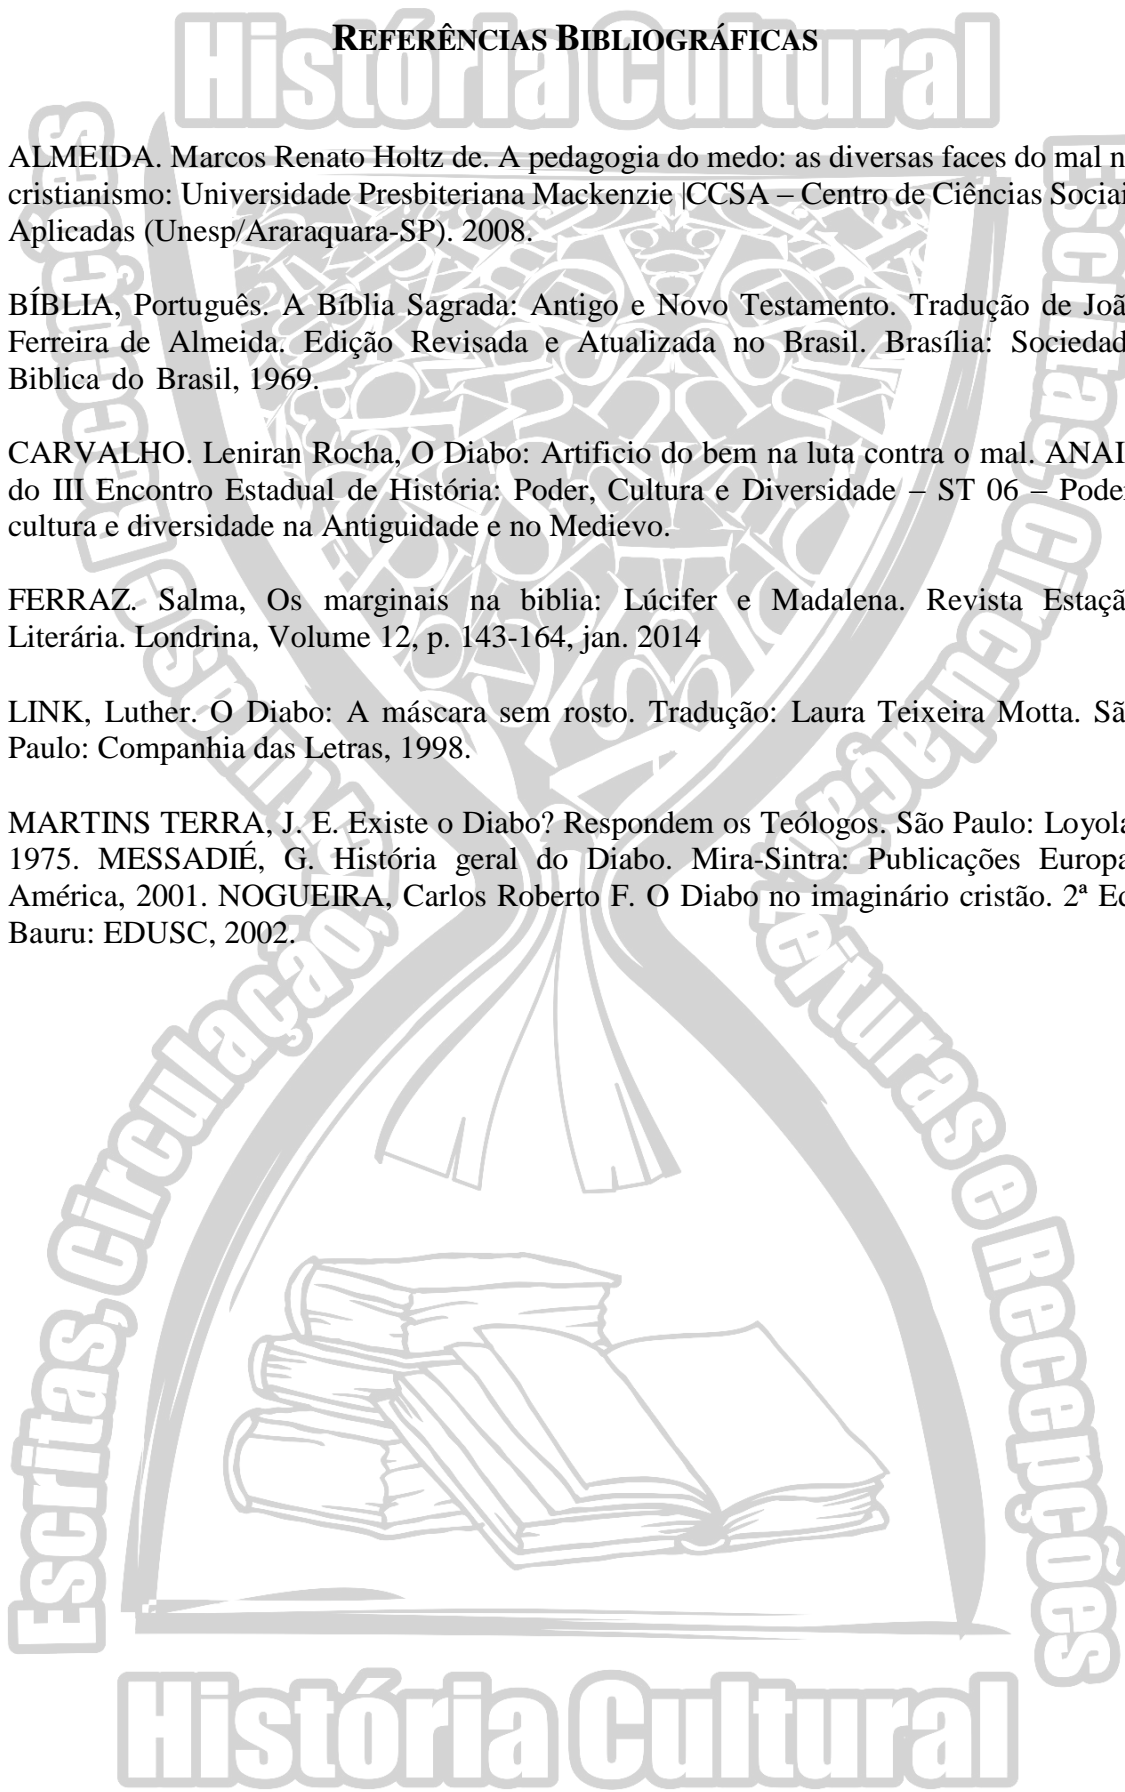 História Cultural
REFERÊNCIAS BIBLIOGRÁFICAS
ALMEIDA. Marcos Renato Holtz de. A pedagogia do medo: as diversas faces do mal n
cristianismo: Universidade Presbiteriana Mackenzie |CCSA – Centro de Ciências Sociai
Aplicadas (Unesp/Araraquara-SP). 2008.
BÍBLIA, Português. A Bíblia Sagrada: Antigo e Novo Testamento. Tradução de Joã
Ferreira de Almeida. Edição Revisada e Atualizada no Brasil. Brasília: Sociedad
Biblica do Brasil, 1969.
CARVALHO. Leniran Rocha, O Diabo: Artificio do bem na luta contra o mal. ANAI
do III Encontro Estadual de História: Poder, Cultura e Diversidade – ST 06 – Poder
cultura e diversidade na Antiguidade e no Medievo.
FERRAZ. Salma, Os marginais na biblia: Lúcifer e Madalena. Revista Estaçã
Literária. Londrina, Volume 12, p. 143-164, jan. 2014
LINK, Luther. O Diabo: A máscara sem rosto. Tradução: Laura Teixeira Motta. Sã
Paulo: Companhia das Letras, 1998.
MARTINS TERRA, J. E. Existe o Diabo? Respondem os Teólogos. São Paulo: Loyola
1975. MESSADIÉ, G. História geral do Diabo. Mira-Sintra: Publicações Europa
América, 2001. NOGUEIRA, Carlos Roberto F. O Diabo no imaginário cristão. 2ª Ed
Bauru: EDUSC, 2002.
Escritas, Circulação, Leituras e Recepções
Escritas, Circulação, Leituras e Recepções
História Cultural